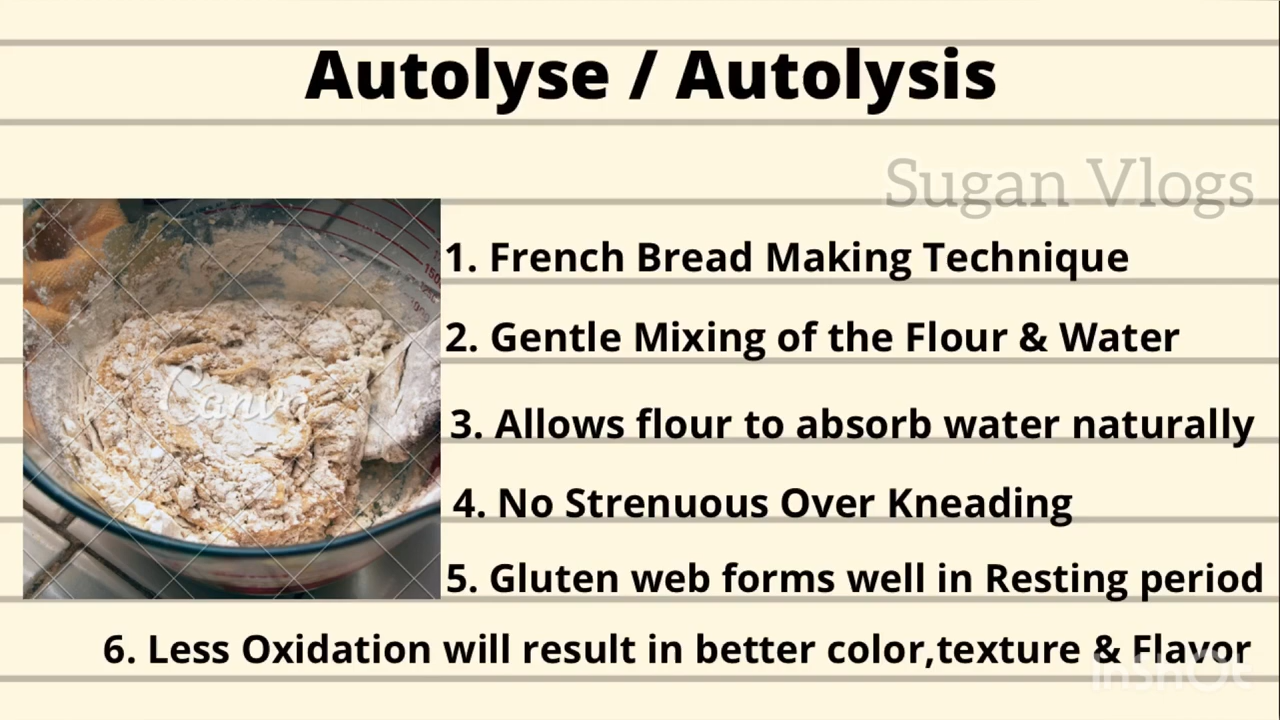 Autolyse / Autolysis
Sugan Vlogs
1. French Bread Making Technique
2. Gentle Mixing of the Flour & Water
3. Allows flour to absorb water naturally
Canva
4. No Strenuous Over Kneading
5. Gluten web forms well in Resting period
6. Less Oxidation will result in better color,texture & Flavor
InShOt